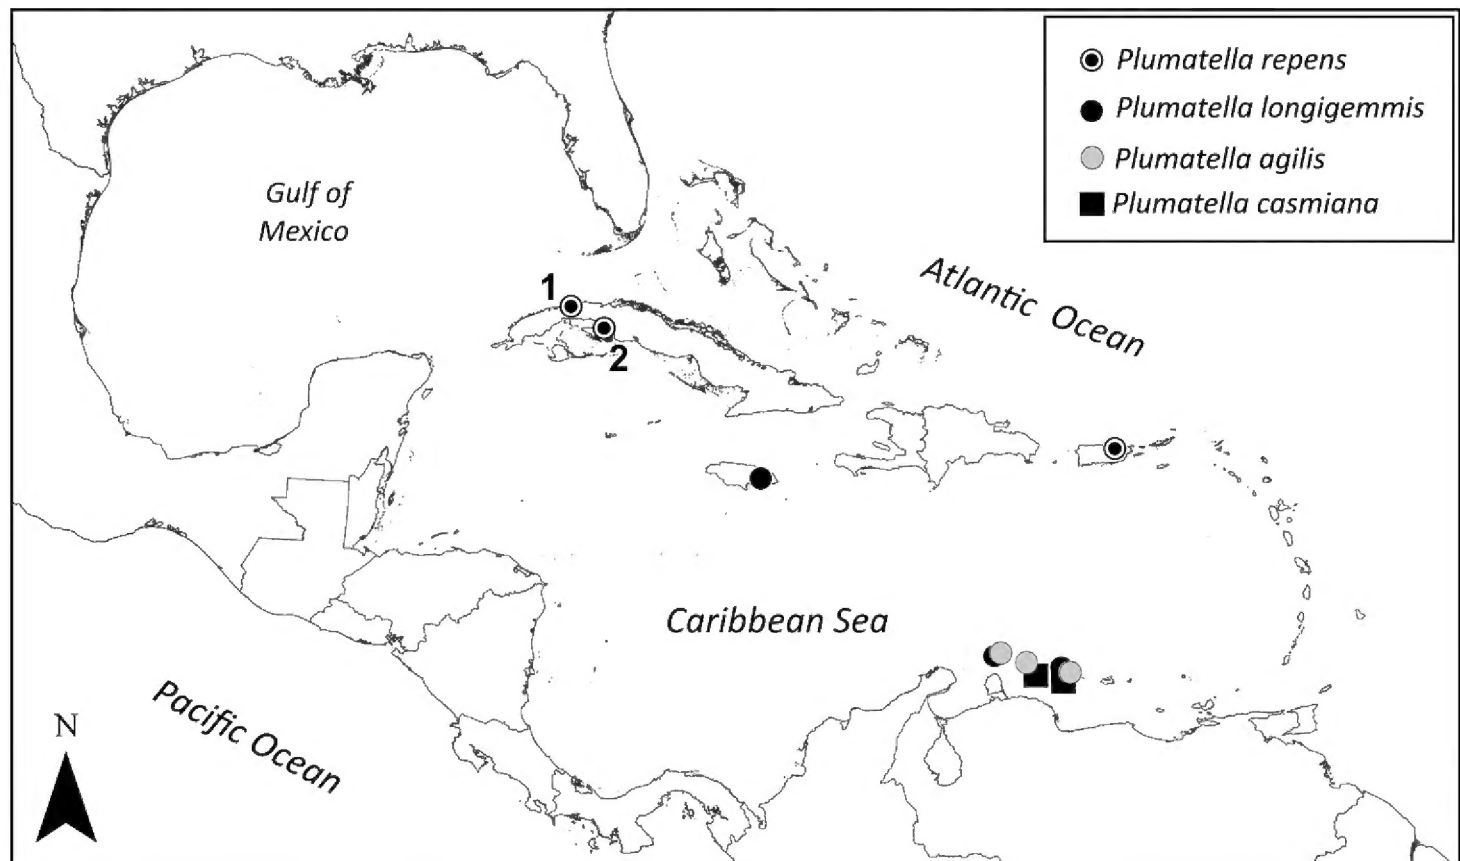 Plumatella repens
Plumatella longigemmis
Plumatella agilis
Plumatella casmiana
Gulf of
Mexico
Atlantic Ocean
1
2
Caribbean Sea
Pacific Ocean
N